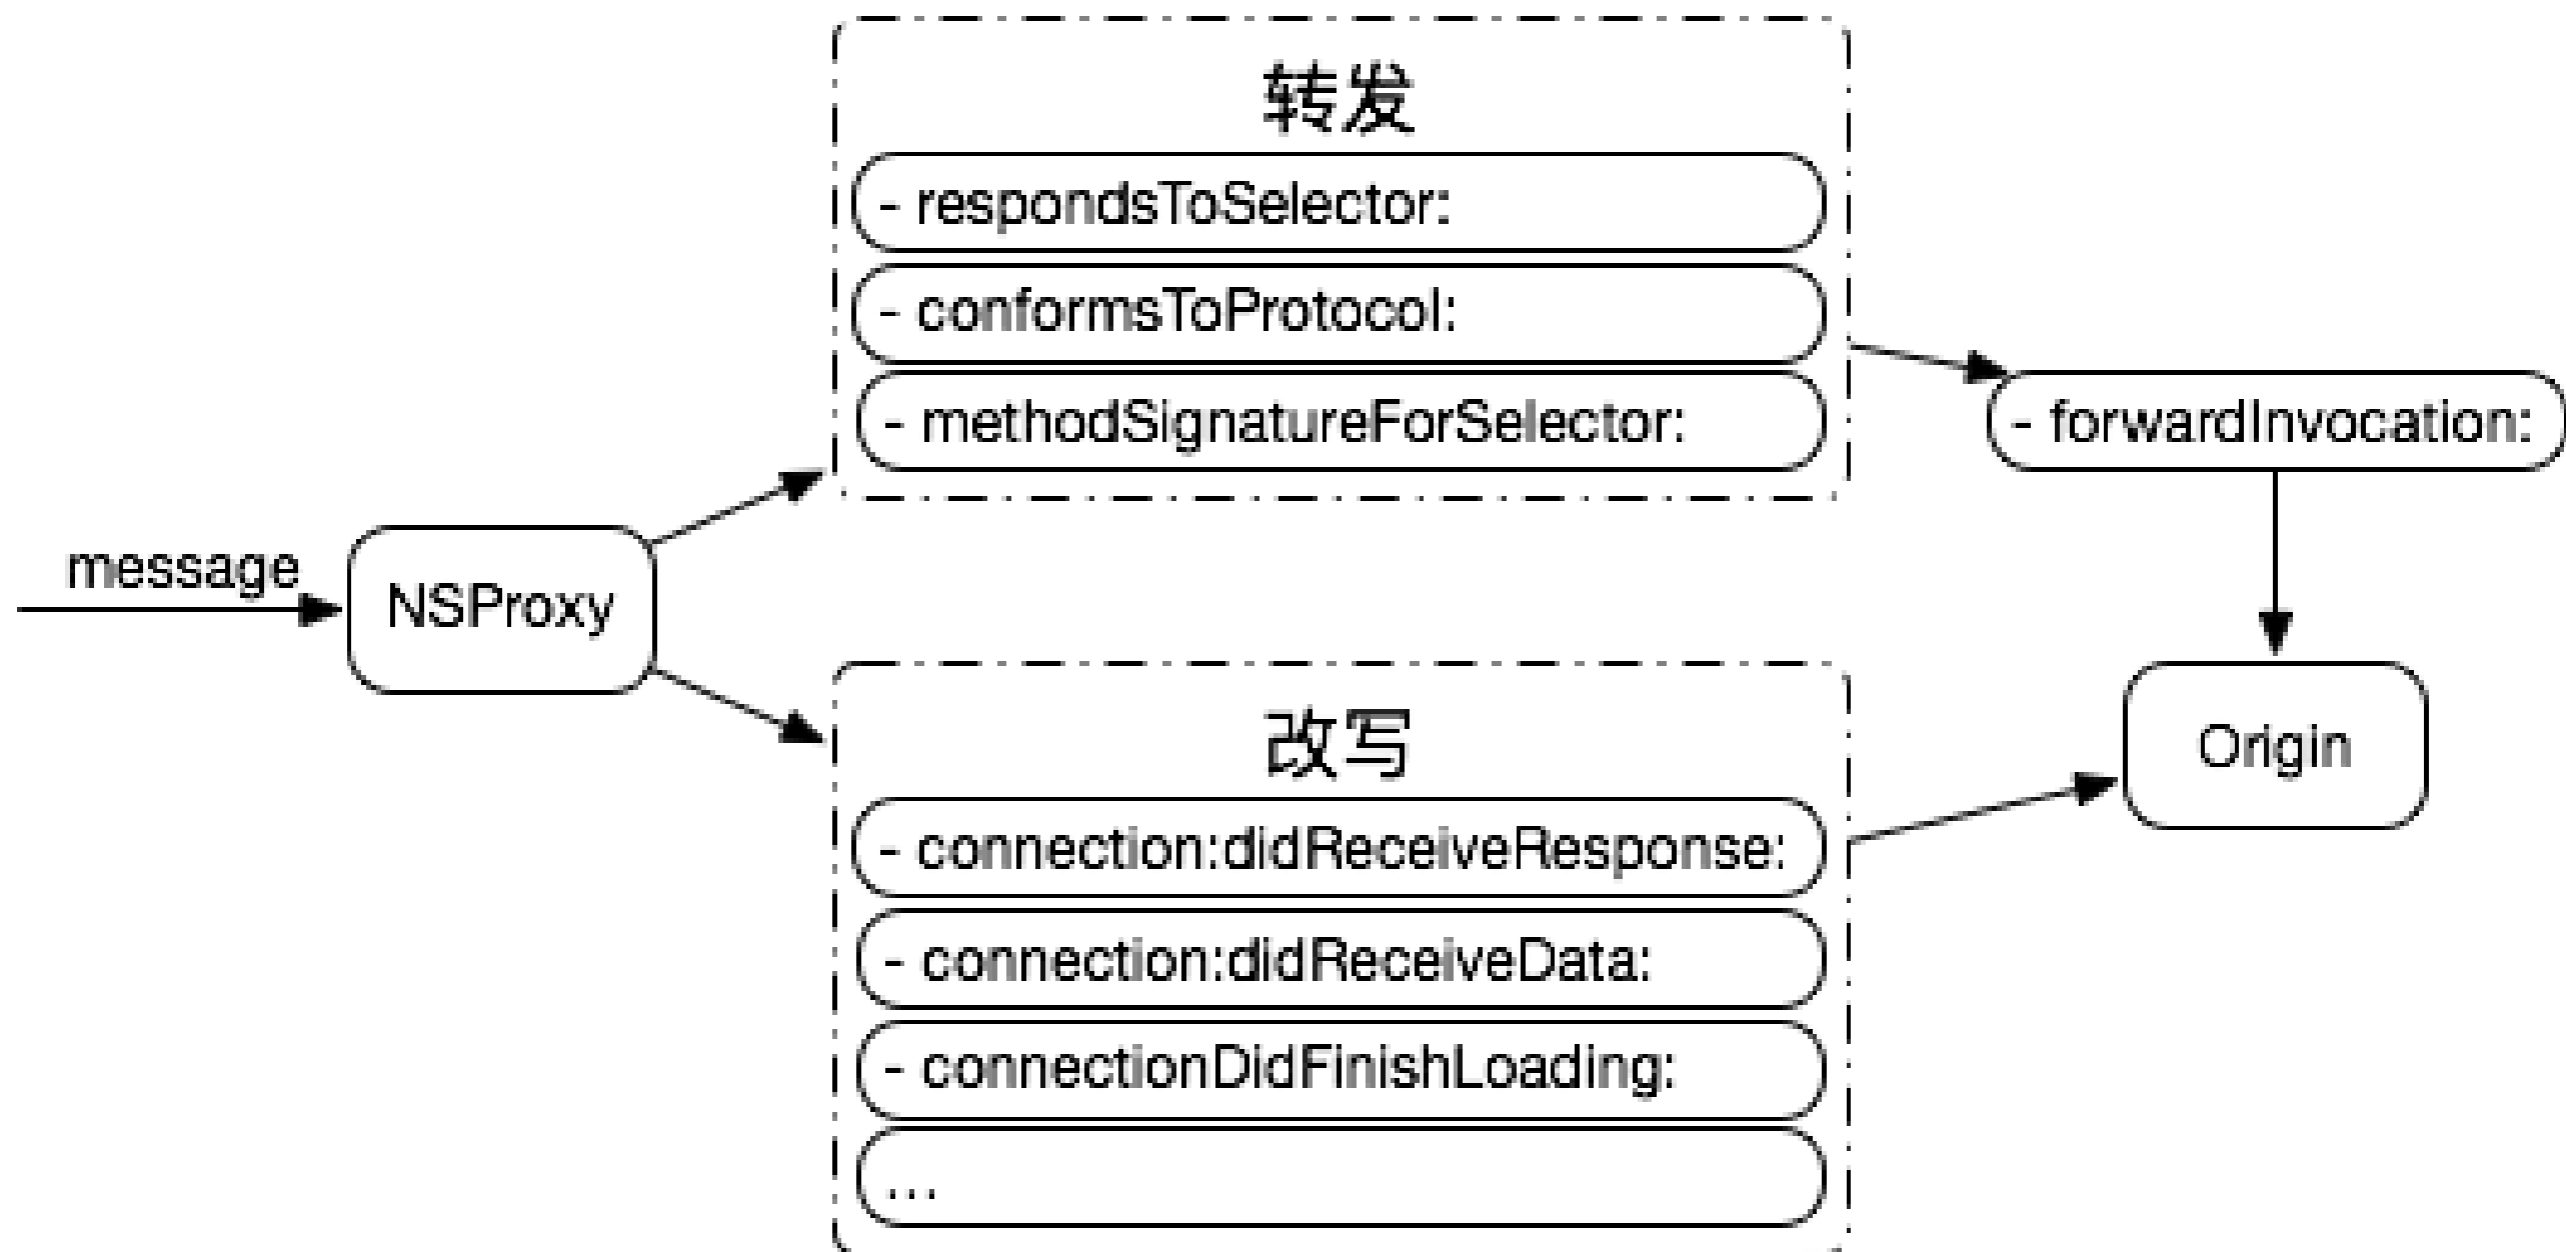 转发
- respondsToSelector:
- conformsToProtocol:
- methodSignatureForSelector:
- forwardInvocation:
message
NSProxy
改写
Origin
- connection:didReceiveResponse:
- connection:didReceiveData:
- connectionDidFinishLoading:
...